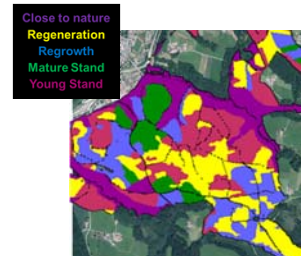 Close to nature
Regeneration
Regrowth
Mature Stand
Young Stand